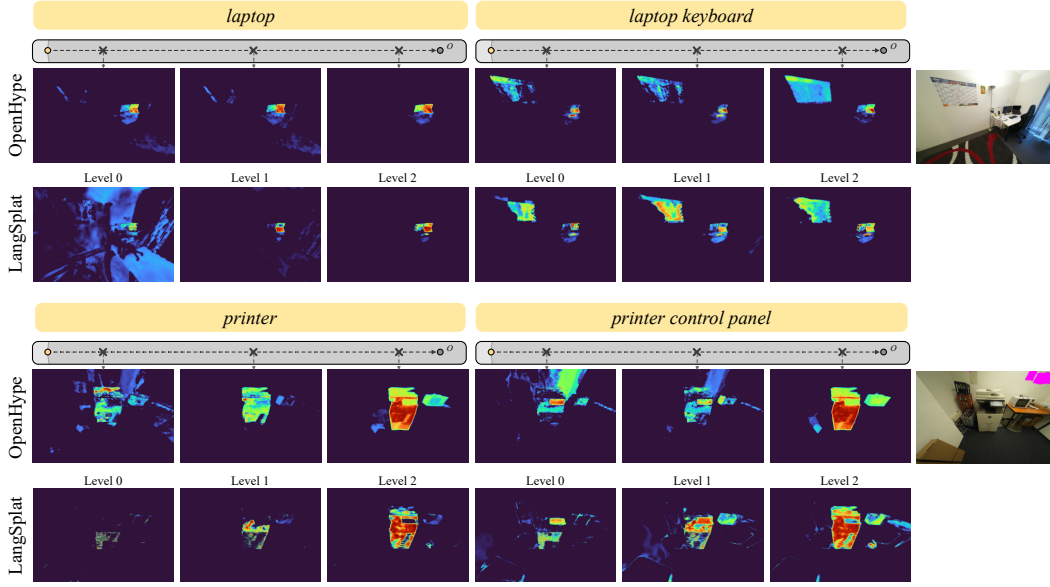 laptop
laptop keyboard
o
o
OpenHype
Level 0
Level 1
Level 2
Level 0
Level 1
Level 2
LangSplat
printer
printer control panel
o
o
OpenHype
Level 0
Level 1
Level 2
Level 0
Level 1
Level 2
LangSplat